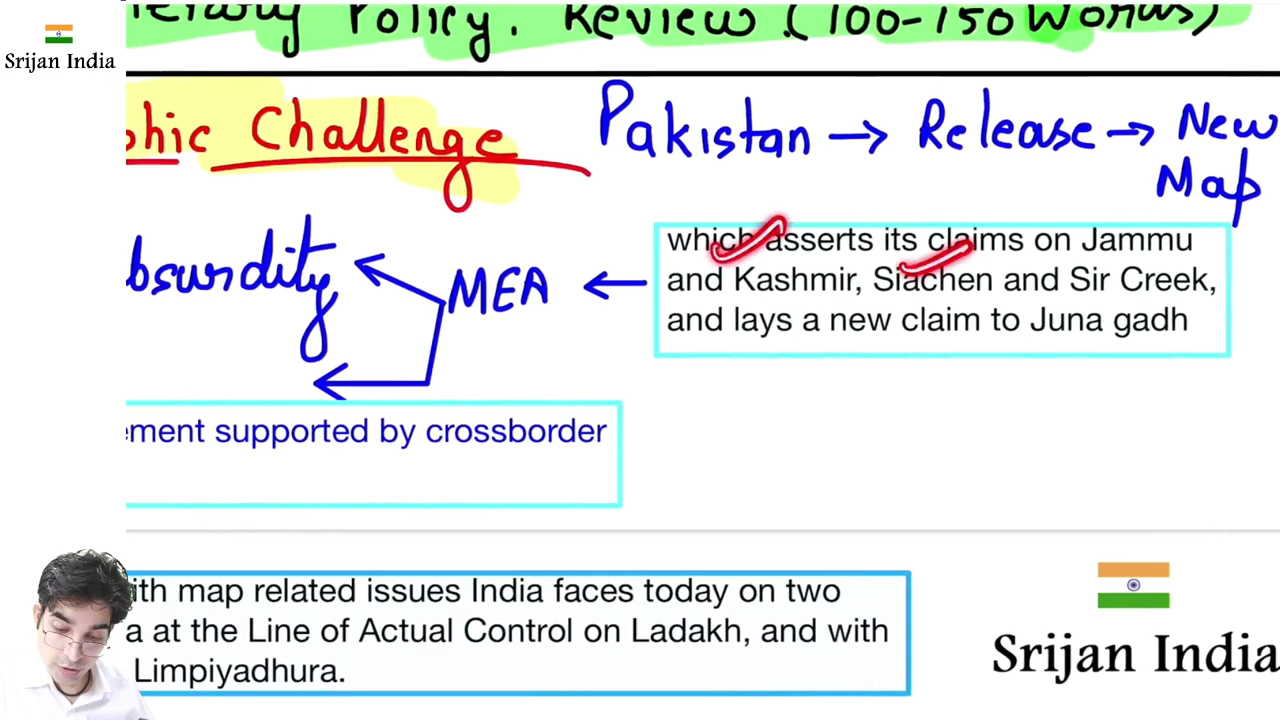 Policy. Review (100-150 Words)
Srijan India
phic Challenge
Pakistan → Release → New
Map
which asserts its claims on Jammu
and Kashmir, Siachen and Sir Creek,
and lays a new claim to Juna gadh
bsurdity
MEA
ement supported by crossborder
ith map related issues India faces today on two
a at the Line of Actual Control on Ladakh, and with
Limpiyadhura.
Srijan India